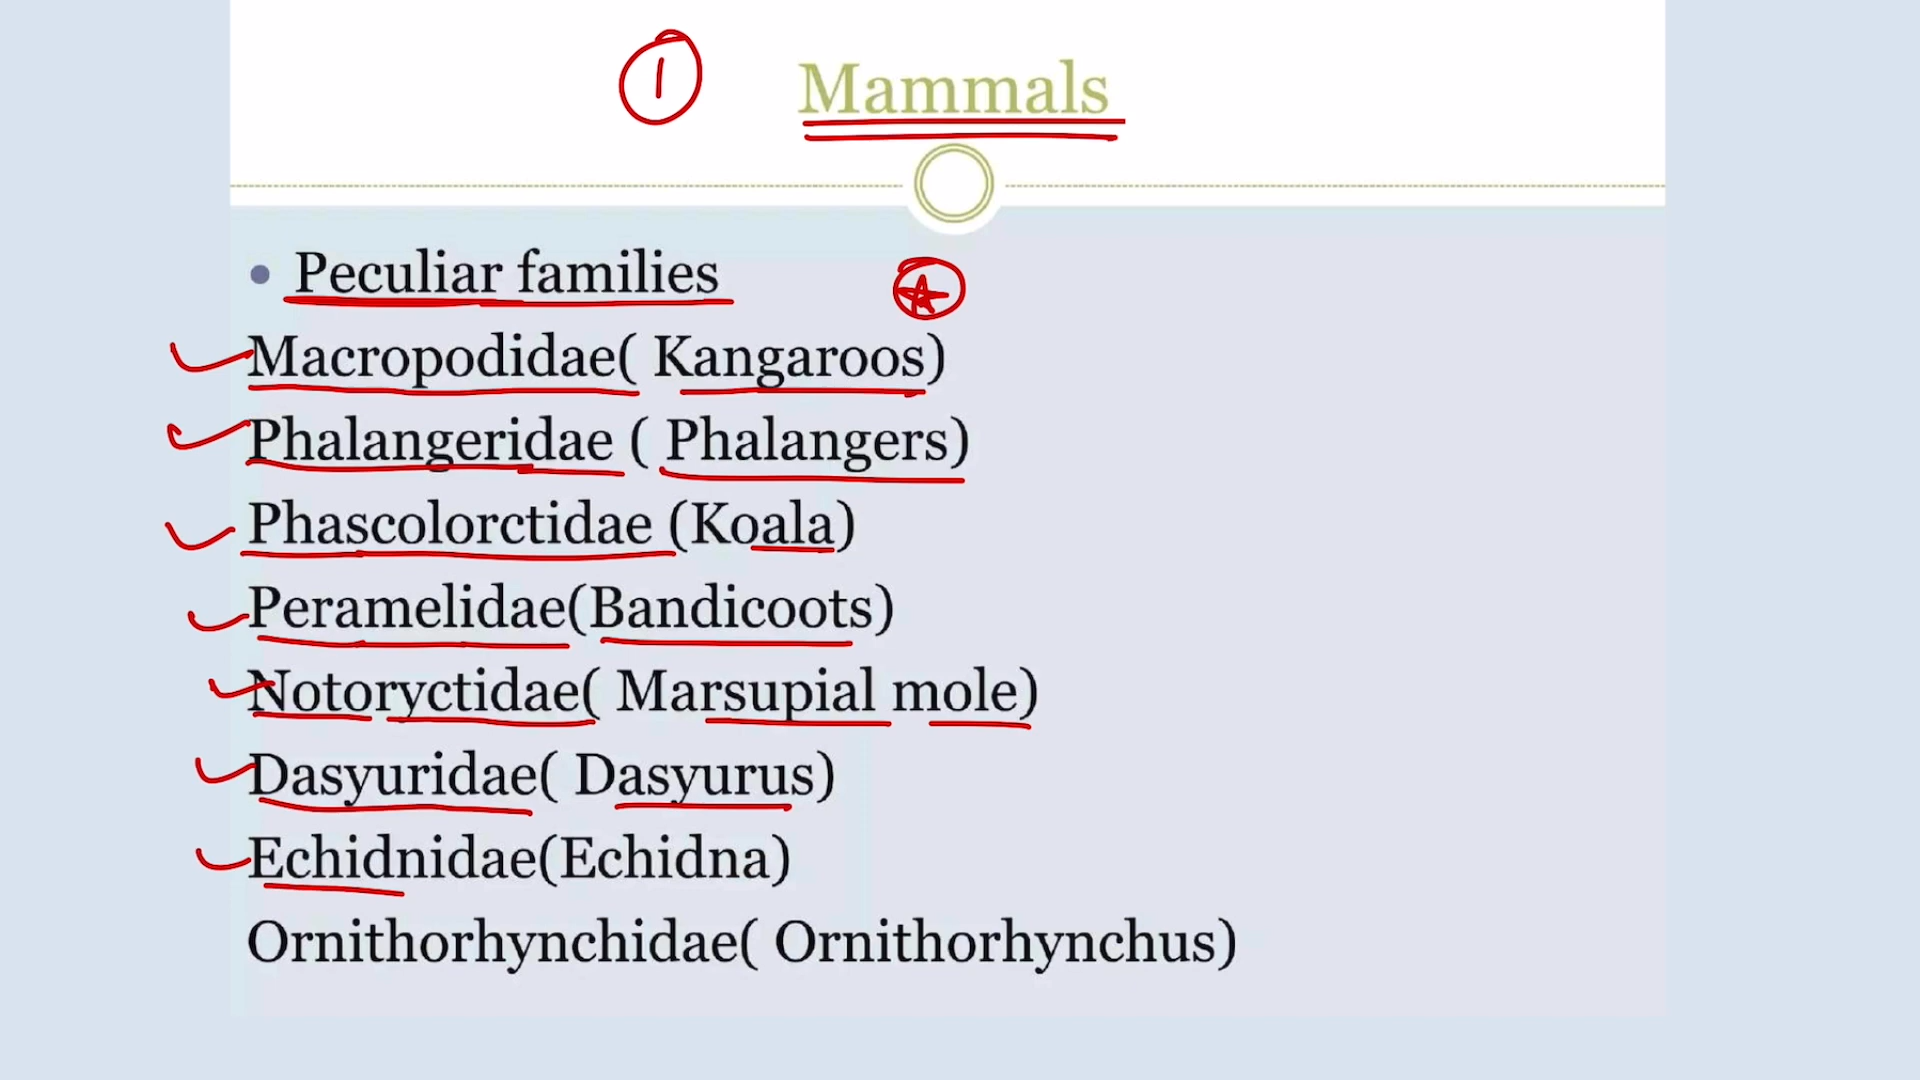 1
Mammals
Peculiar families
Macropodidae( Kangaroos)
Phalangeridae ( Phalangers)
Phascolorctidae (Koala)
Peramelidae(Bandicoots)
Notoryctidae( Marsupial mole)
Dasyuridae( Dasyurus)
Echidnidae(Echidna)
Ornithorhynchidae( Ornithorhynchus)